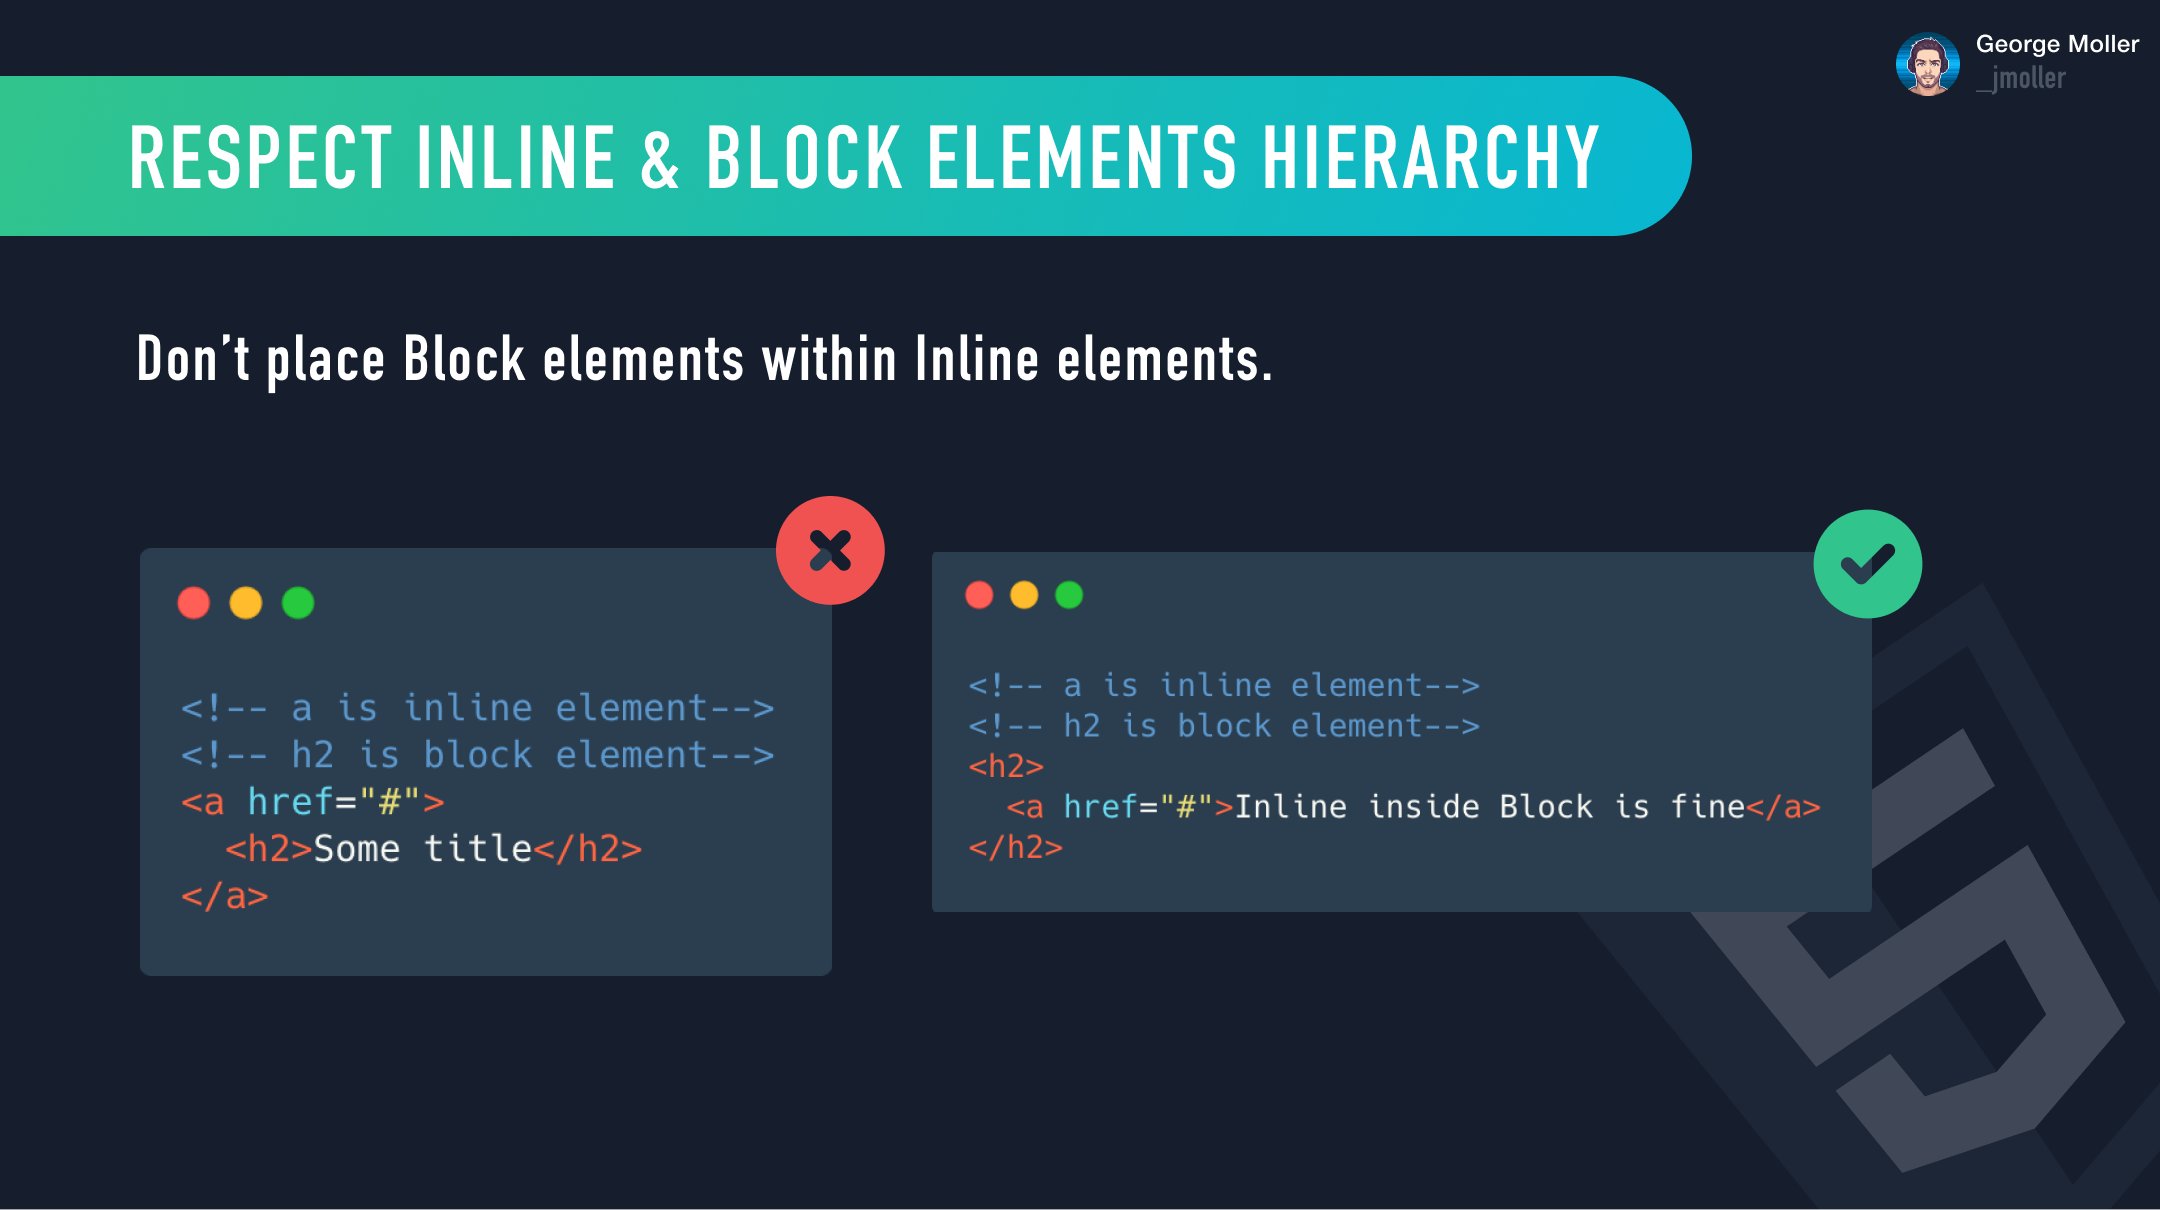 George Moller
_jmoller
RESPECT INLINE & BLOCK ELEMENTS HIERARCHY
Don’t place Block elements within Inline elements.
<!-- a is inline element-->
<!-- h2 is block element-->
<a href="#">
  <h2>Some title</h2>
</a>
<!-- a is inline element-->
<!-- h2 is block element-->
<h2>
  <a href="#">Inline inside Block is fine</a>
</h2>